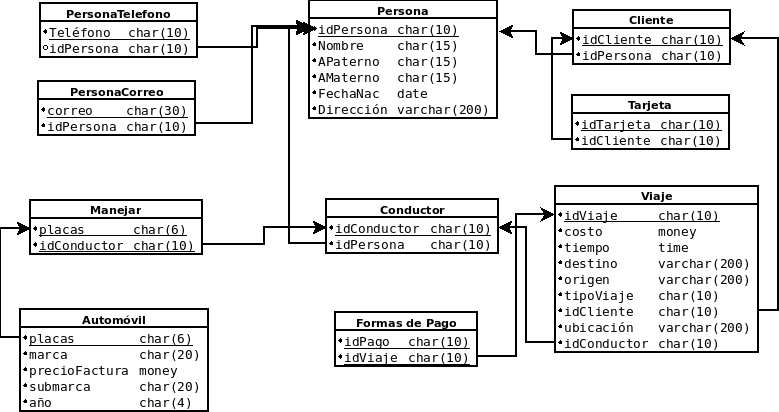 PersonaTelefono
Teléfono char(10)
idPersona char(10)
Persona
idPersona char(10)
Nombre char(15)
APaterno char(15)
AMaterno char(15)
FechaNac date
Dirección varchar(200)
Cliente
idCliente char(10)
idPersona char(10)
PersonaCorreo
correo char(30)
idPersona char(10)
Tarjeta
idTarjeta char(10)
idCliente char(10)
Manejar
placas char(6)
idConductor char(10)
Conductor
idConductor char(10)
idPersona char(10)
Viaje
idViaje char(10)
costo money
tiempo time
destino varchar(200)
origen varchar(200)
tipoViaje char(10)
idCliente char(10)
ubicación varchar(200)
idConductor char(10)
Automóvil
placas char(6)
marca char(20)
precioFactura money
submarca char(20)
año char(4)
Formas de Pago
idPago char(10)
idViaje char(10)